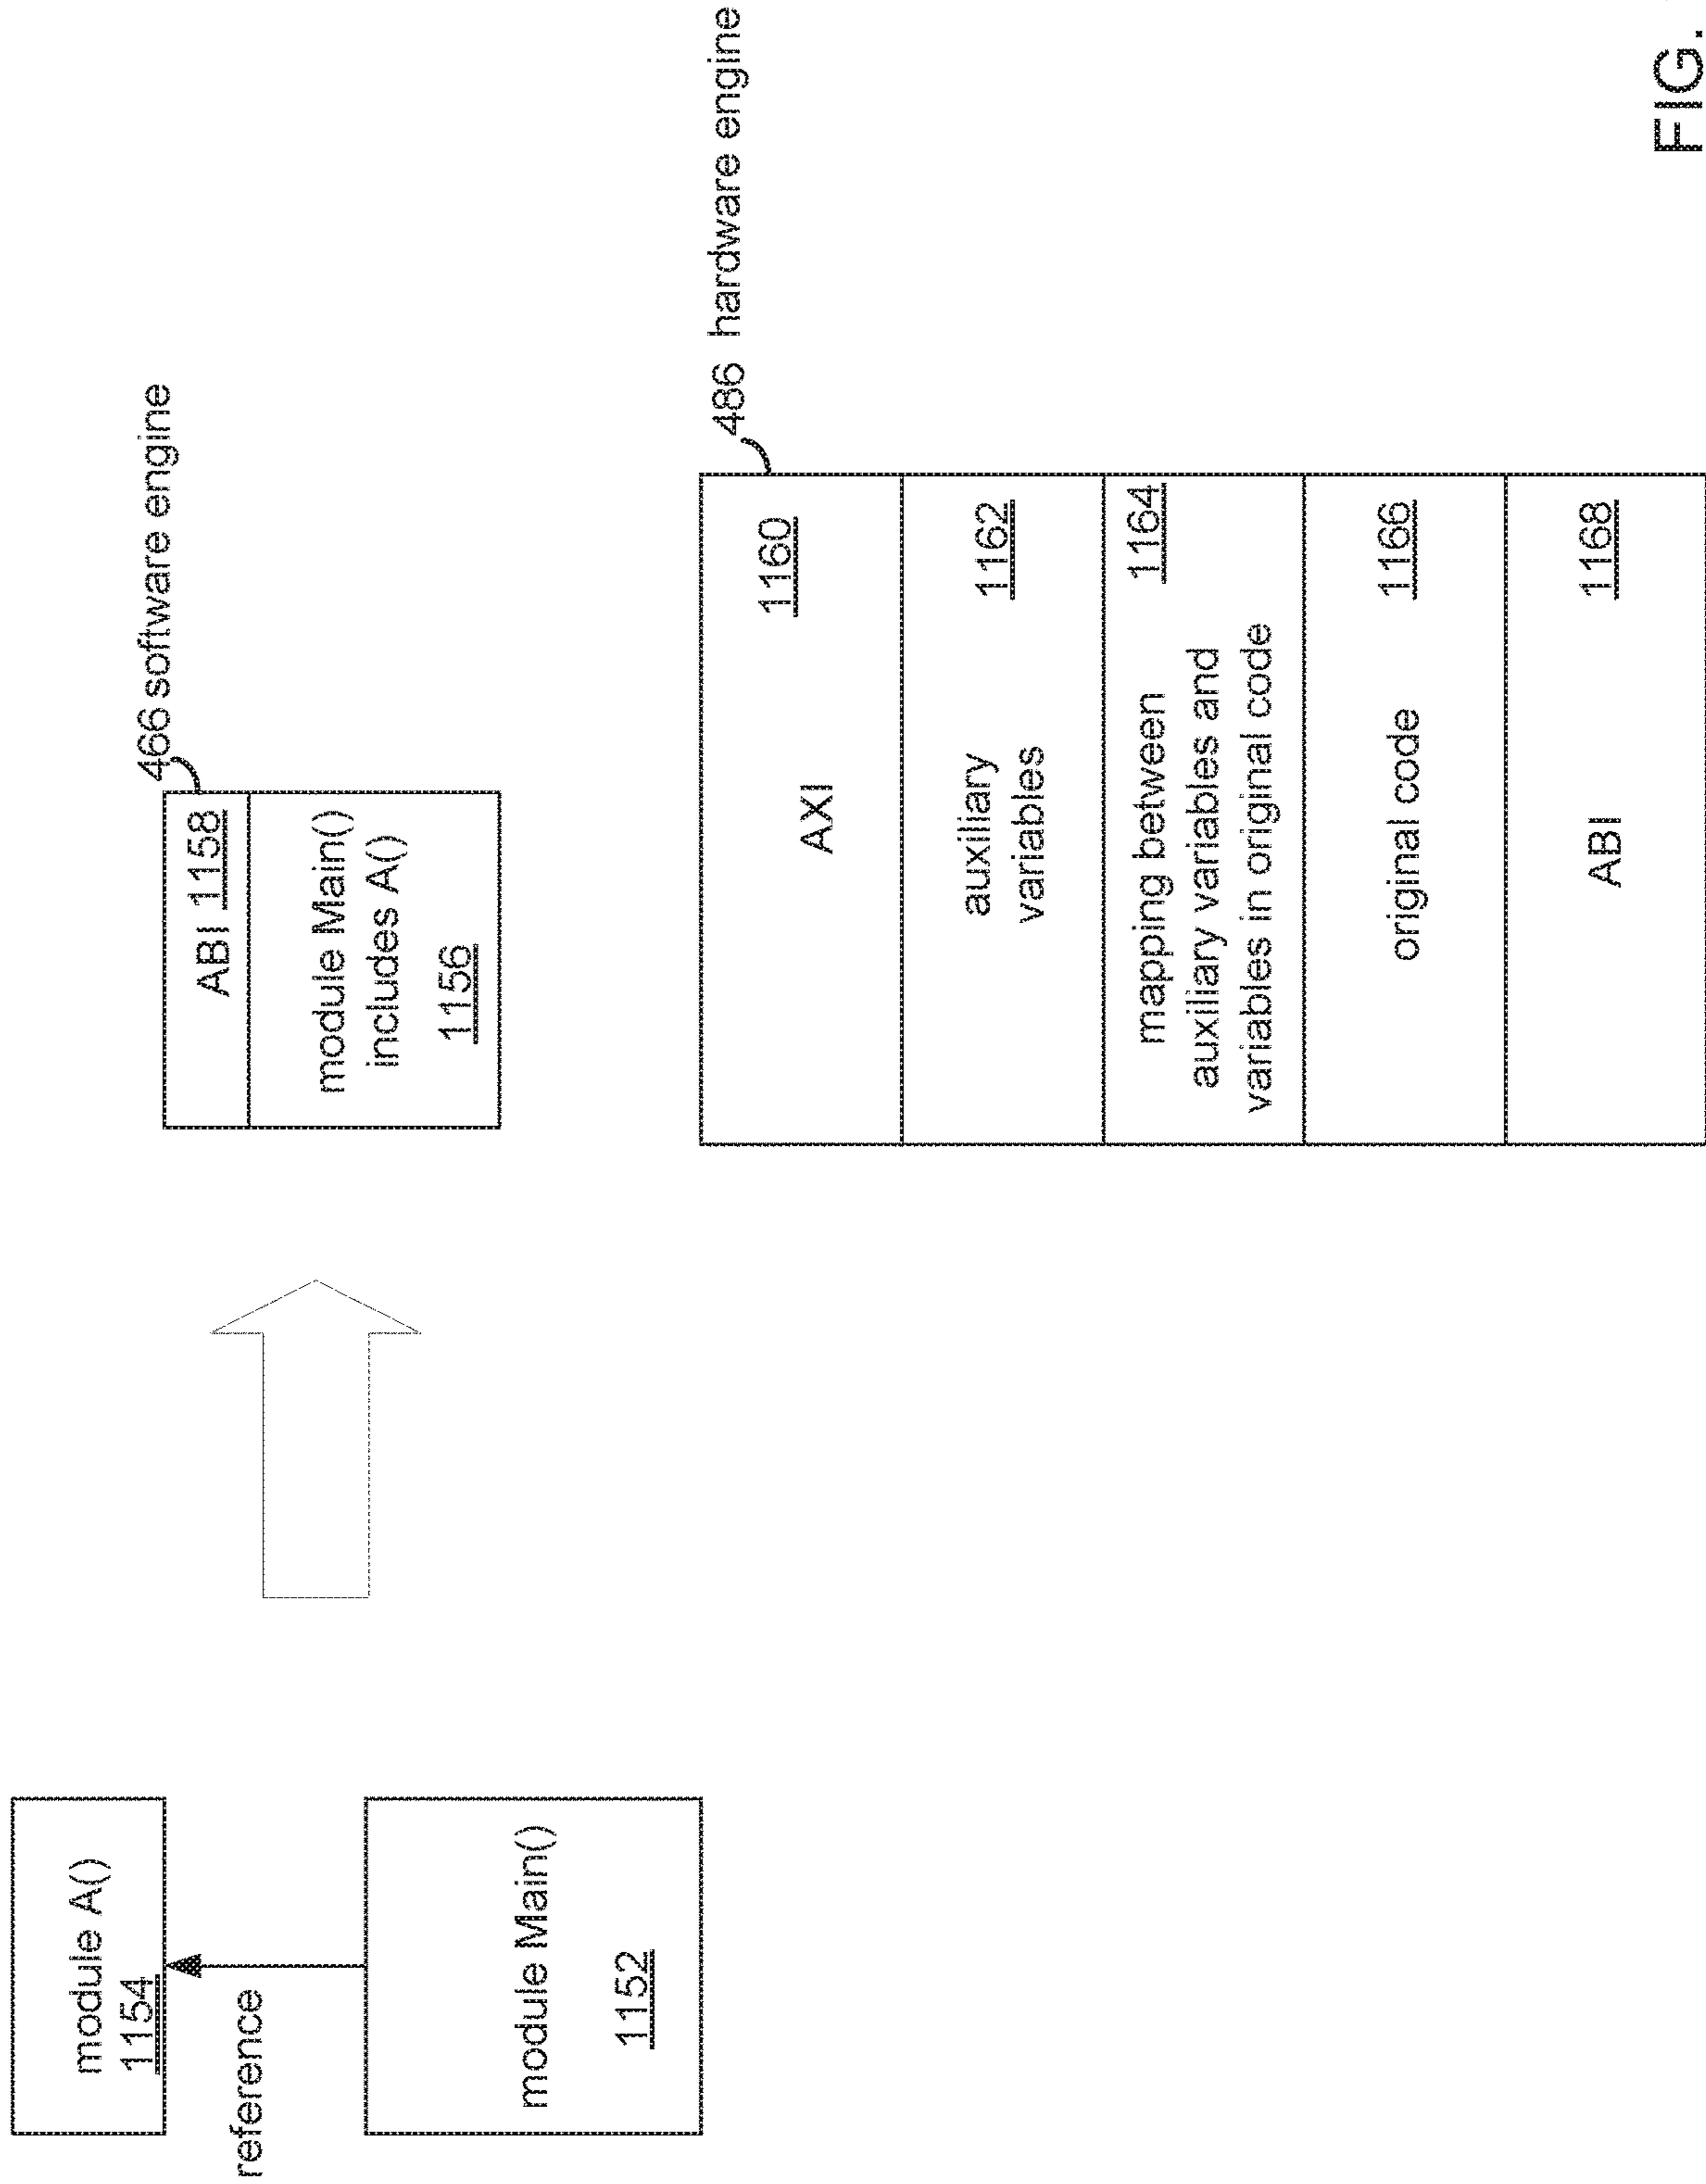 module A()
1154
reference
module Main()
1152
466 software engine
ABI 1158
module Main()
includes A()
1156
486 hardware engine
AXI 1160
auxiliary
variables
1162
mapping between
auxiliary variables and
variables in original code
1164
original code
1166
ABI
1168
FIG.